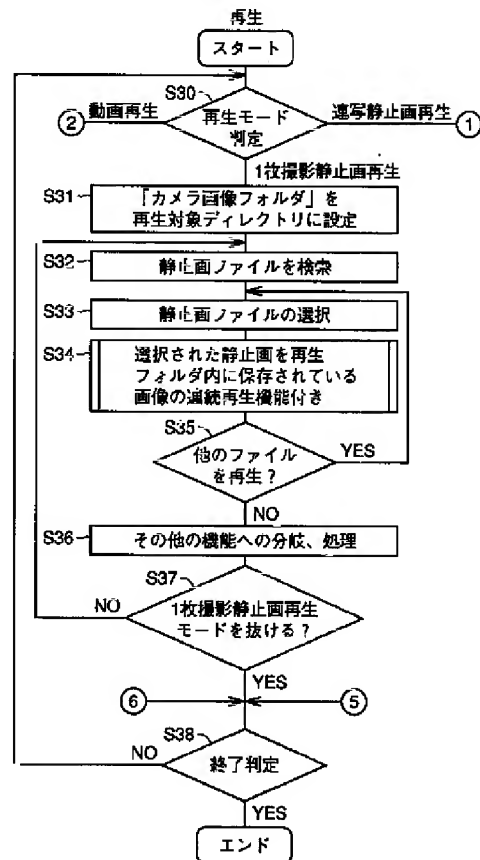 再生
スタート
S30
② 動画再生
再生モード
判定
連写静止画再生 ①
1枚撮影静止画再生
S31
「カメラ画像フォルダ」を
再生対象ディレクトリに設定
S32
静止画ファイルを検索
S33
静止画ファイルの選択
S34
選択された静止画を再生
フォルダ内に保存されている
画像の連続再生機能付き
S35
他のファイル
を再生?
YES
NO
S36
その他の機能への分岐、処理
S37
NO
1枚撮影静止画再生
モードを抜ける?
YES
⑥
⑤
S38
NO
終了判定
YES
エンド